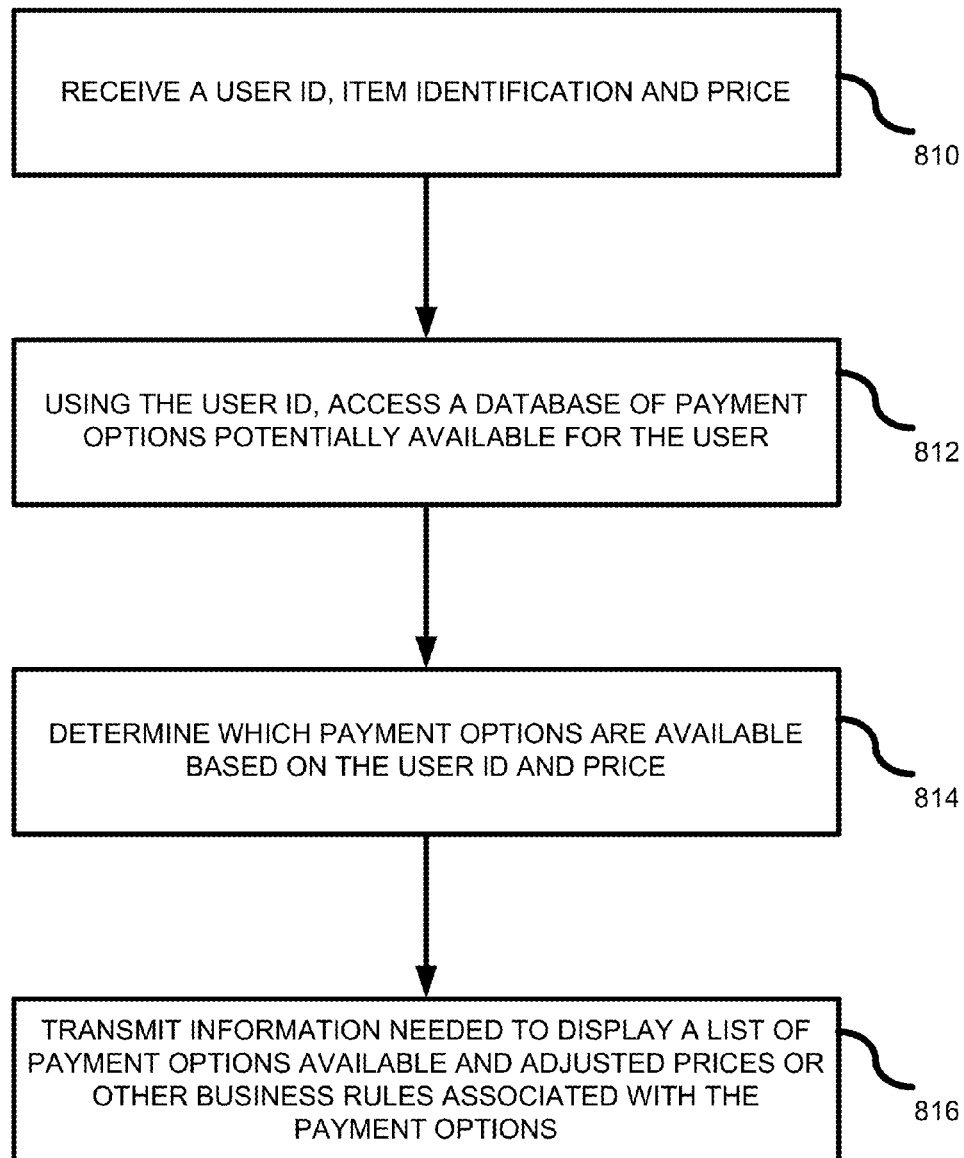 RECEIVE A USER ID, ITEM IDENTIFICATION AND PRICE
810
USING THE USER ID, ACCESS A DATABASE OF PAYMENT
OPTIONS POTENTIALLY AVAILABLE FOR THE USER
812
DETERMINE WHICH PAYMENT OPTIONS ARE AVAILABLE
BASED ON THE USER ID AND PRICE
814
TRANSMIT INFORMATION NEEDED TO DISPLAY A LIST OF
PAYMENT OPTIONS AVAILABLE AND ADJUSTED PRICES OR
OTHER BUSINESS RULES ASSOCIATED WITH THE
PAYMENT OPTIONS
816